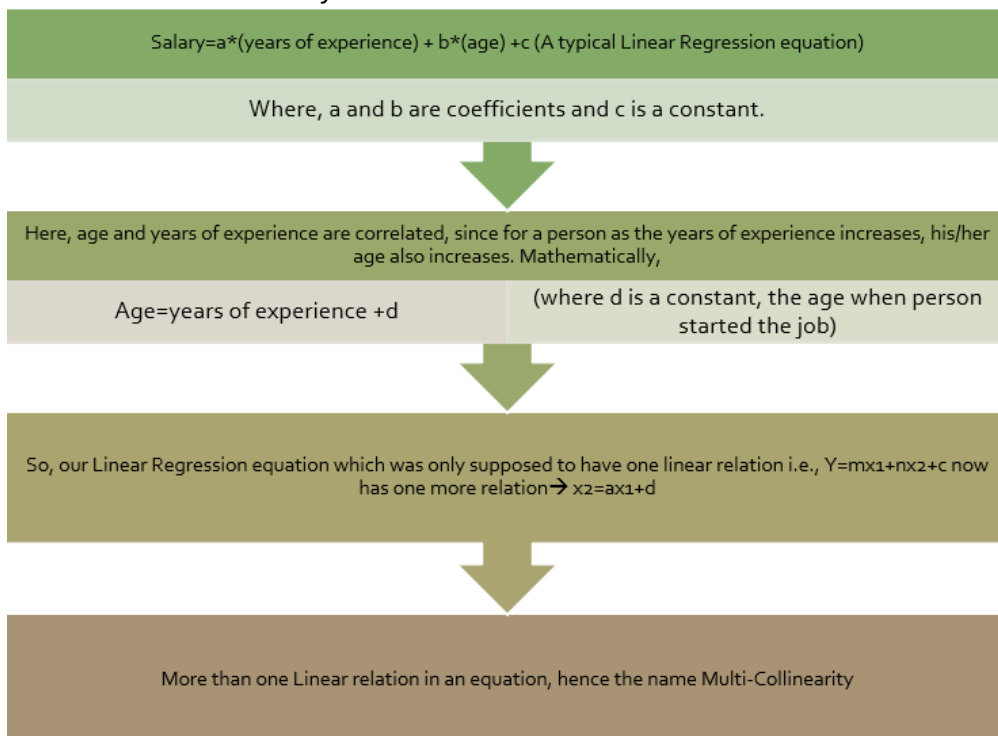 Salary=a*(years of experience) + b*(age) +c (A typical Linear Regression equation)
Where, a and b are coefficients and c is a constant.
Here, age and years of experience are correlated, since for a person as the years of experience increases, his/her
age also increases. Mathematically,
Age=years of experience +d
(where d is a constant, the age when person
started the job)
So, our Linear Regression equation which was only supposed to have one linear relation i.e., Y=mx1+nx2+c now
has one more relation→ x2=ax1+d
More than one Linear relation in an equation, hence the name Multi-Collinearity